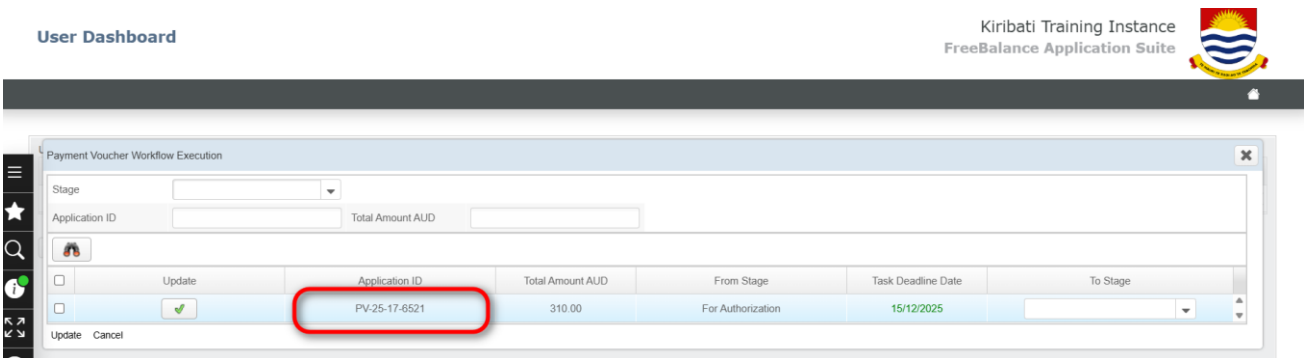 User Dashboard
Kiribati Training Instance
FreeBalance Application Suite
Payment Voucher Workflow Execution
Stage
Application ID Total Amount AUD
Update Application ID Total Amount AUD From Stage Task Deadline Date To Stage
PV-25-17-6521 310.00 For Authorization 15/12/2025
Update Cancel